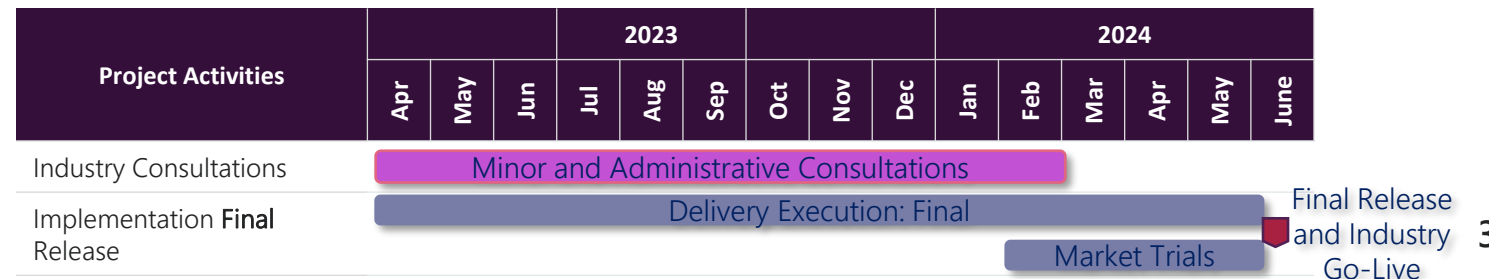 Project Activities
2023
2024
Apr
May
Jun
Jul
Aug
Sep
Oct
Nov
Dec
Jan
Feb
Mar
Apr
May
June
Industry Consultations
Minor and Administrative Consultations
Implementation Final
Release
Delivery Execution: Final
Market Trials
Final Release
and Industry
Go-Live
3